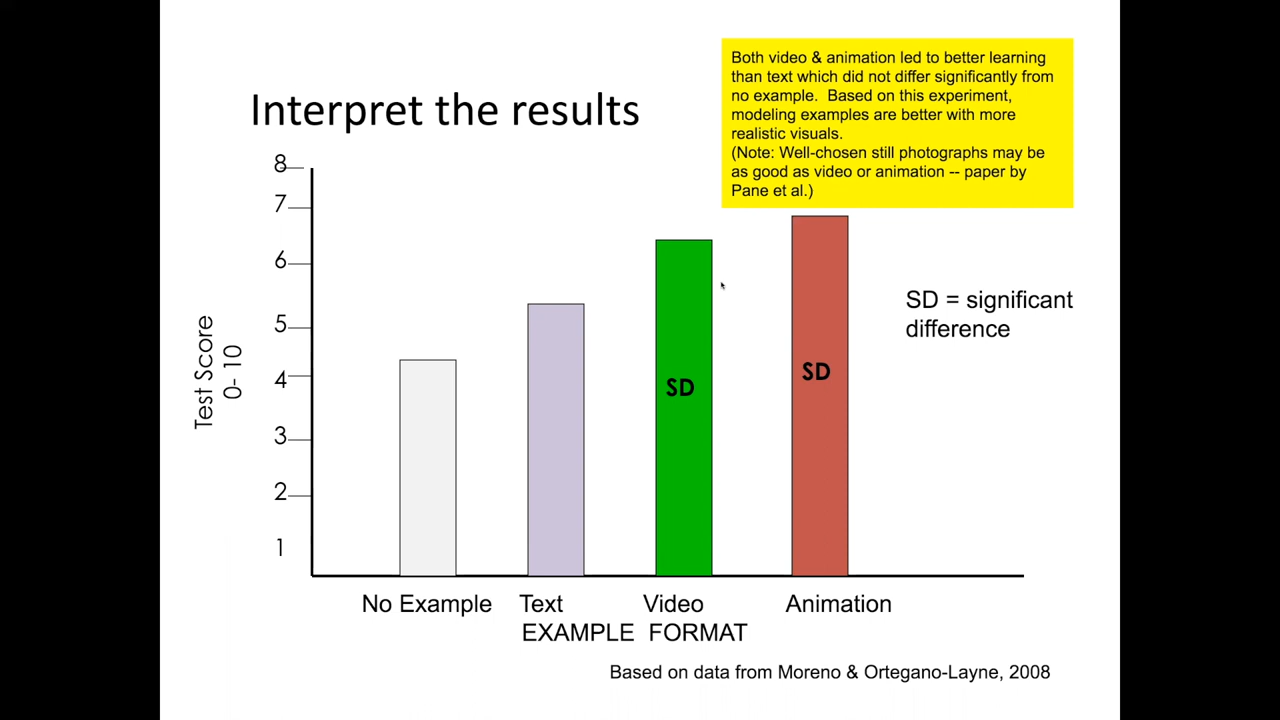 Both video & animation led to better learning
than text which did not differ significantly from
no example.  Based on this experiment,
modeling examples are better with more
realistic visuals.
(Note: Well-chosen still photographs may be
as good as video or animation -- paper by
Pane et al.)
Interpret the results
8
7
6
5
4
3
2
1
Test Score
0- 10
SD
SD
SD = significant
difference
No Example
Text
Video
Animation
EXAMPLE  FORMAT
Based on data from Moreno & Ortegano-Layne, 2008